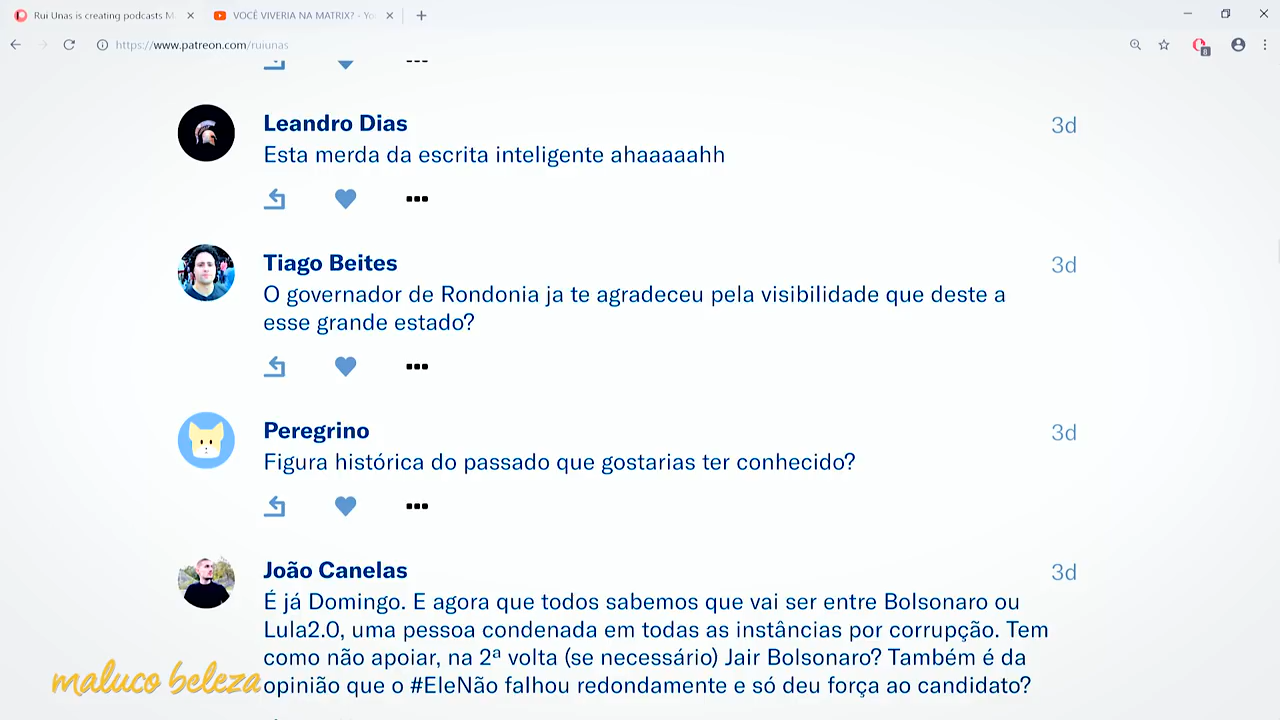 Rui Unas is creating podcasts M
VOCÊ VIVERIA NA MATRIX? - Yo
https://www.patreon.com/ruiunas
8
Leandro Dias
3d
Esta merda da escrita inteligente ahaaaaahh
Tiago Beites
3d
O governador de Rondonia ja te agradeceu pela visibilidade que deste a
esse grande estado?
Peregrino
3d
Figura histórica do passado que gostarias ter conhecido?
João Canelas
3d
É já Domingo. E agora que todos sabemos que vai ser entre Bolsonaro ou
Lula2.0, uma pessoa condenada em todas as instâncias por corrupção. Tem
como não apoiar, na 2ª volta (se necessário) Jair Bolsonaro? Também é da
opinião que o #EleNão falhou redondamente e só deu força ao candidato?
maluco beleza